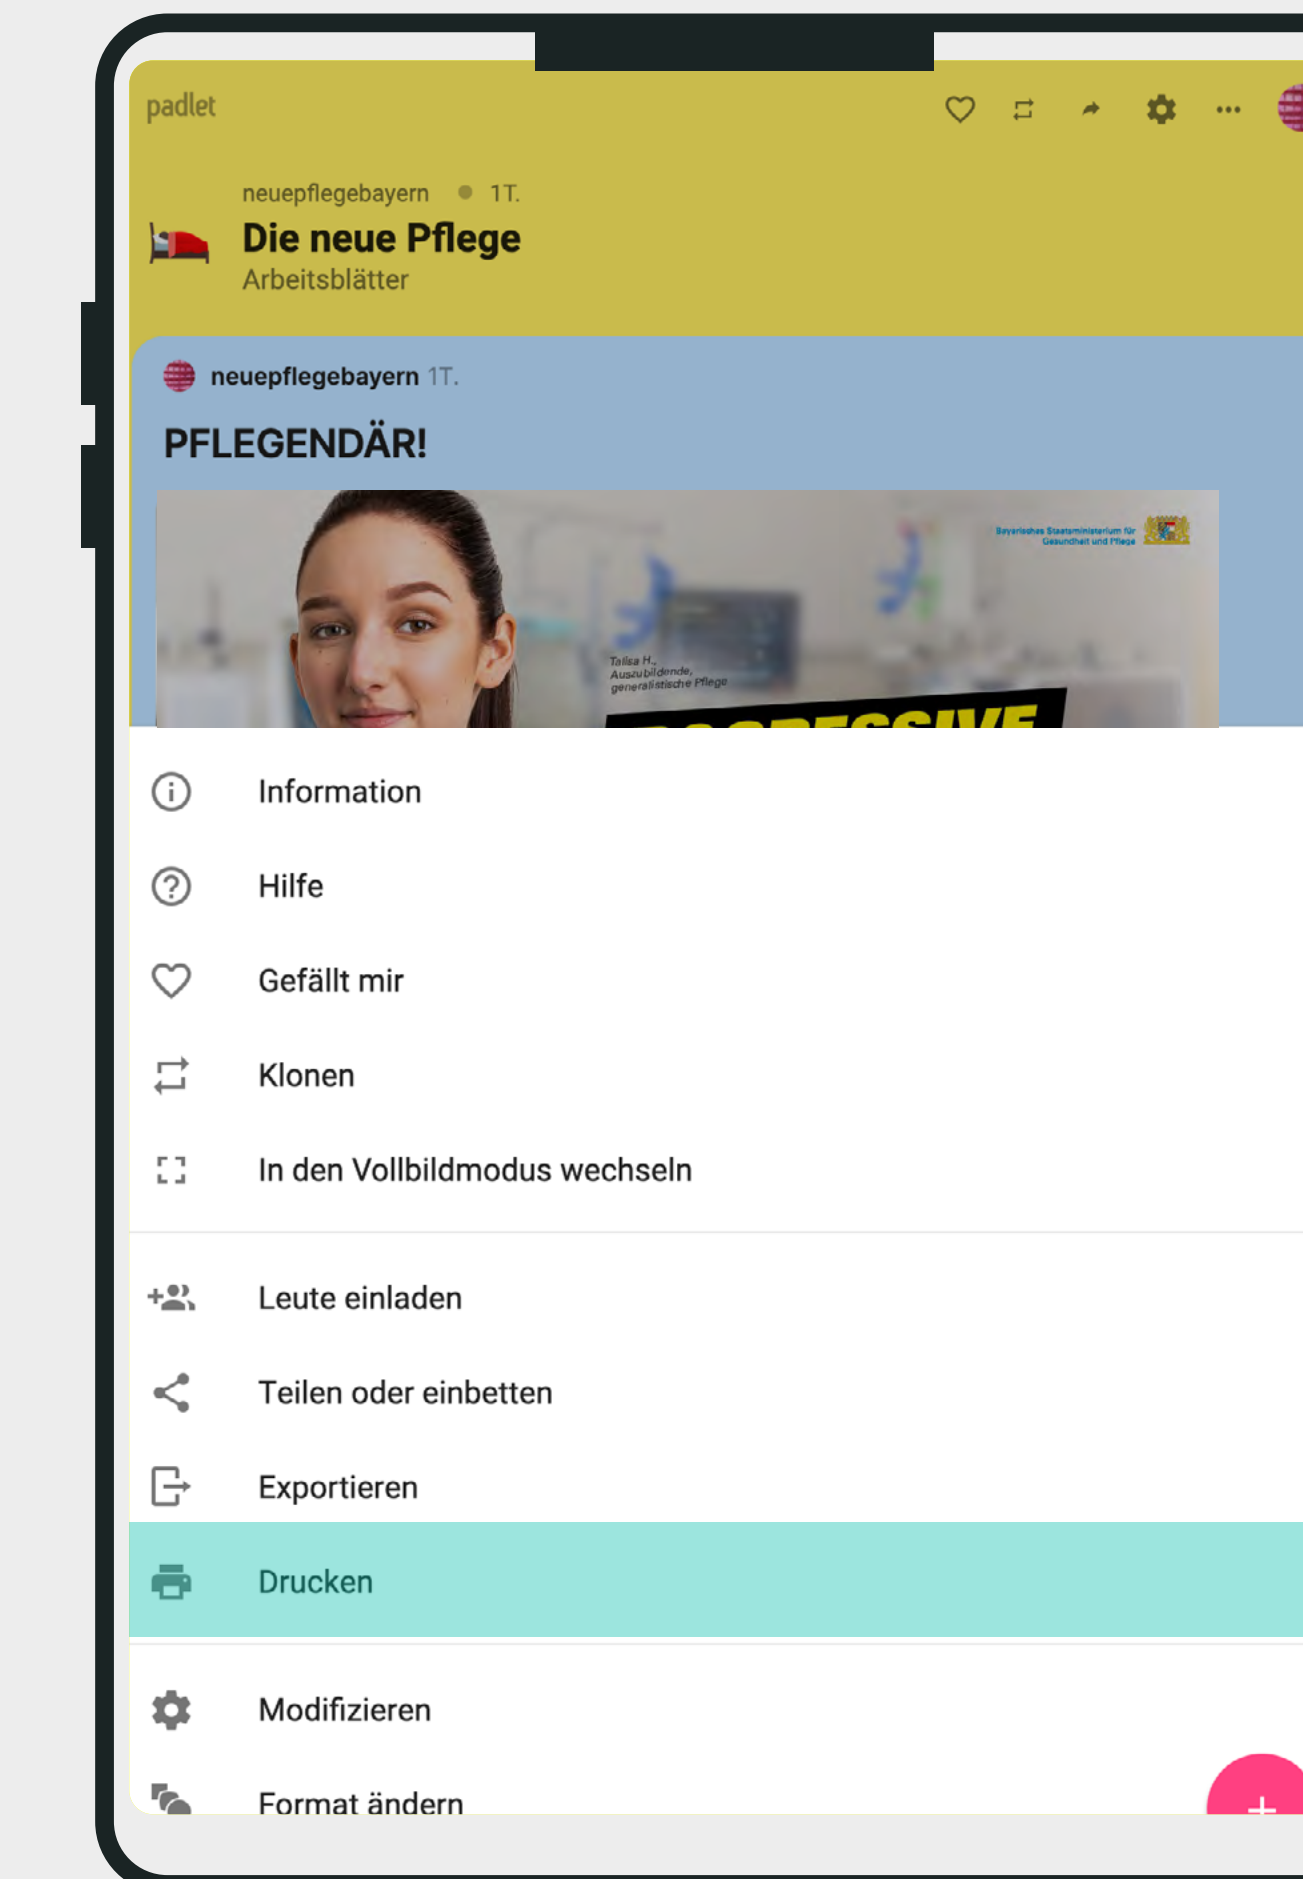 padlet
neuepflegebayern • 1T.
Die neue Pflege
Arbeitsblätter
neuepflegebayern 1T.
PFLEGENDÄR!
Bayerisches Staatsministerium für
Gesundheit und Pflege
Talisa H.,
Auszubildende,
generalistische Pflege
Information
Hilfe
Gefällt mir
Klonen
In den Vollbildmodus wechseln
Leute einladen
Teilen oder einbetten
Exportieren
Drucken
Modifizieren
Format ändern